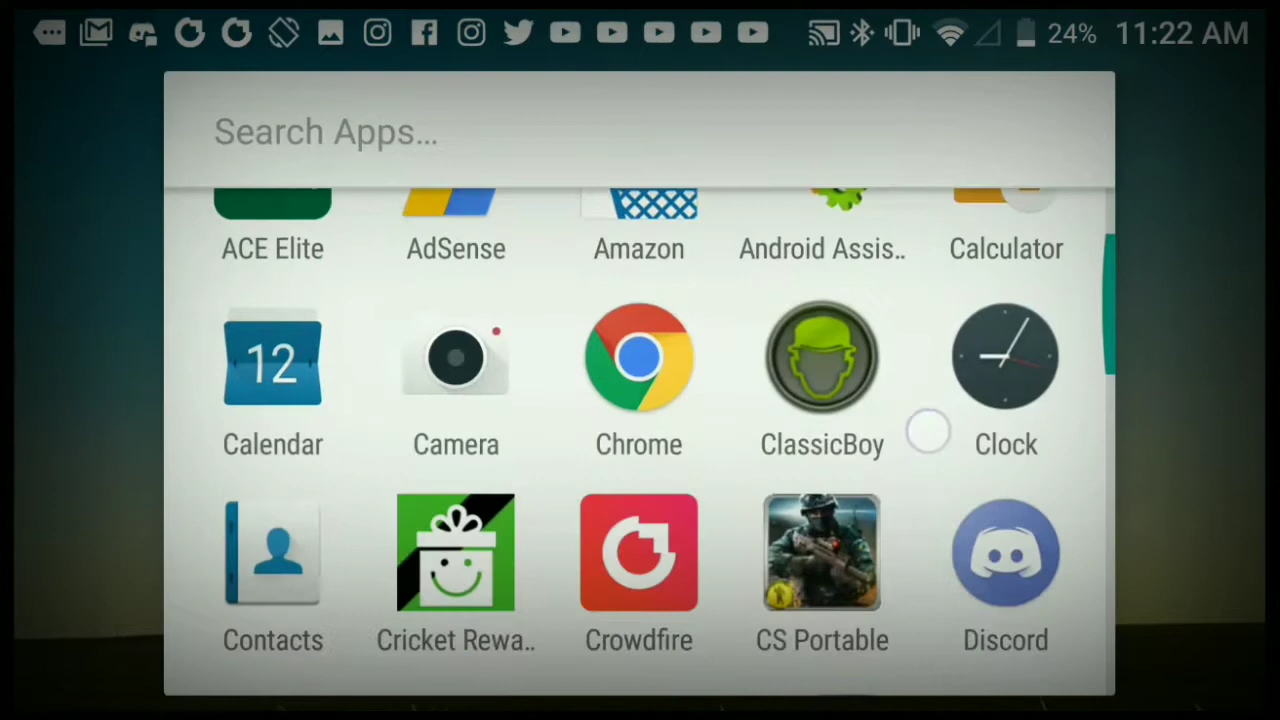 24% 11:22 AM
Search Apps...
ACE Elite AdSense Amazon Android Assis.. Calculator
12
Calendar Camera Chrome ClassicBoy Clock
Contacts Cricket Rewa.. Crowdfire CS Portable Discord